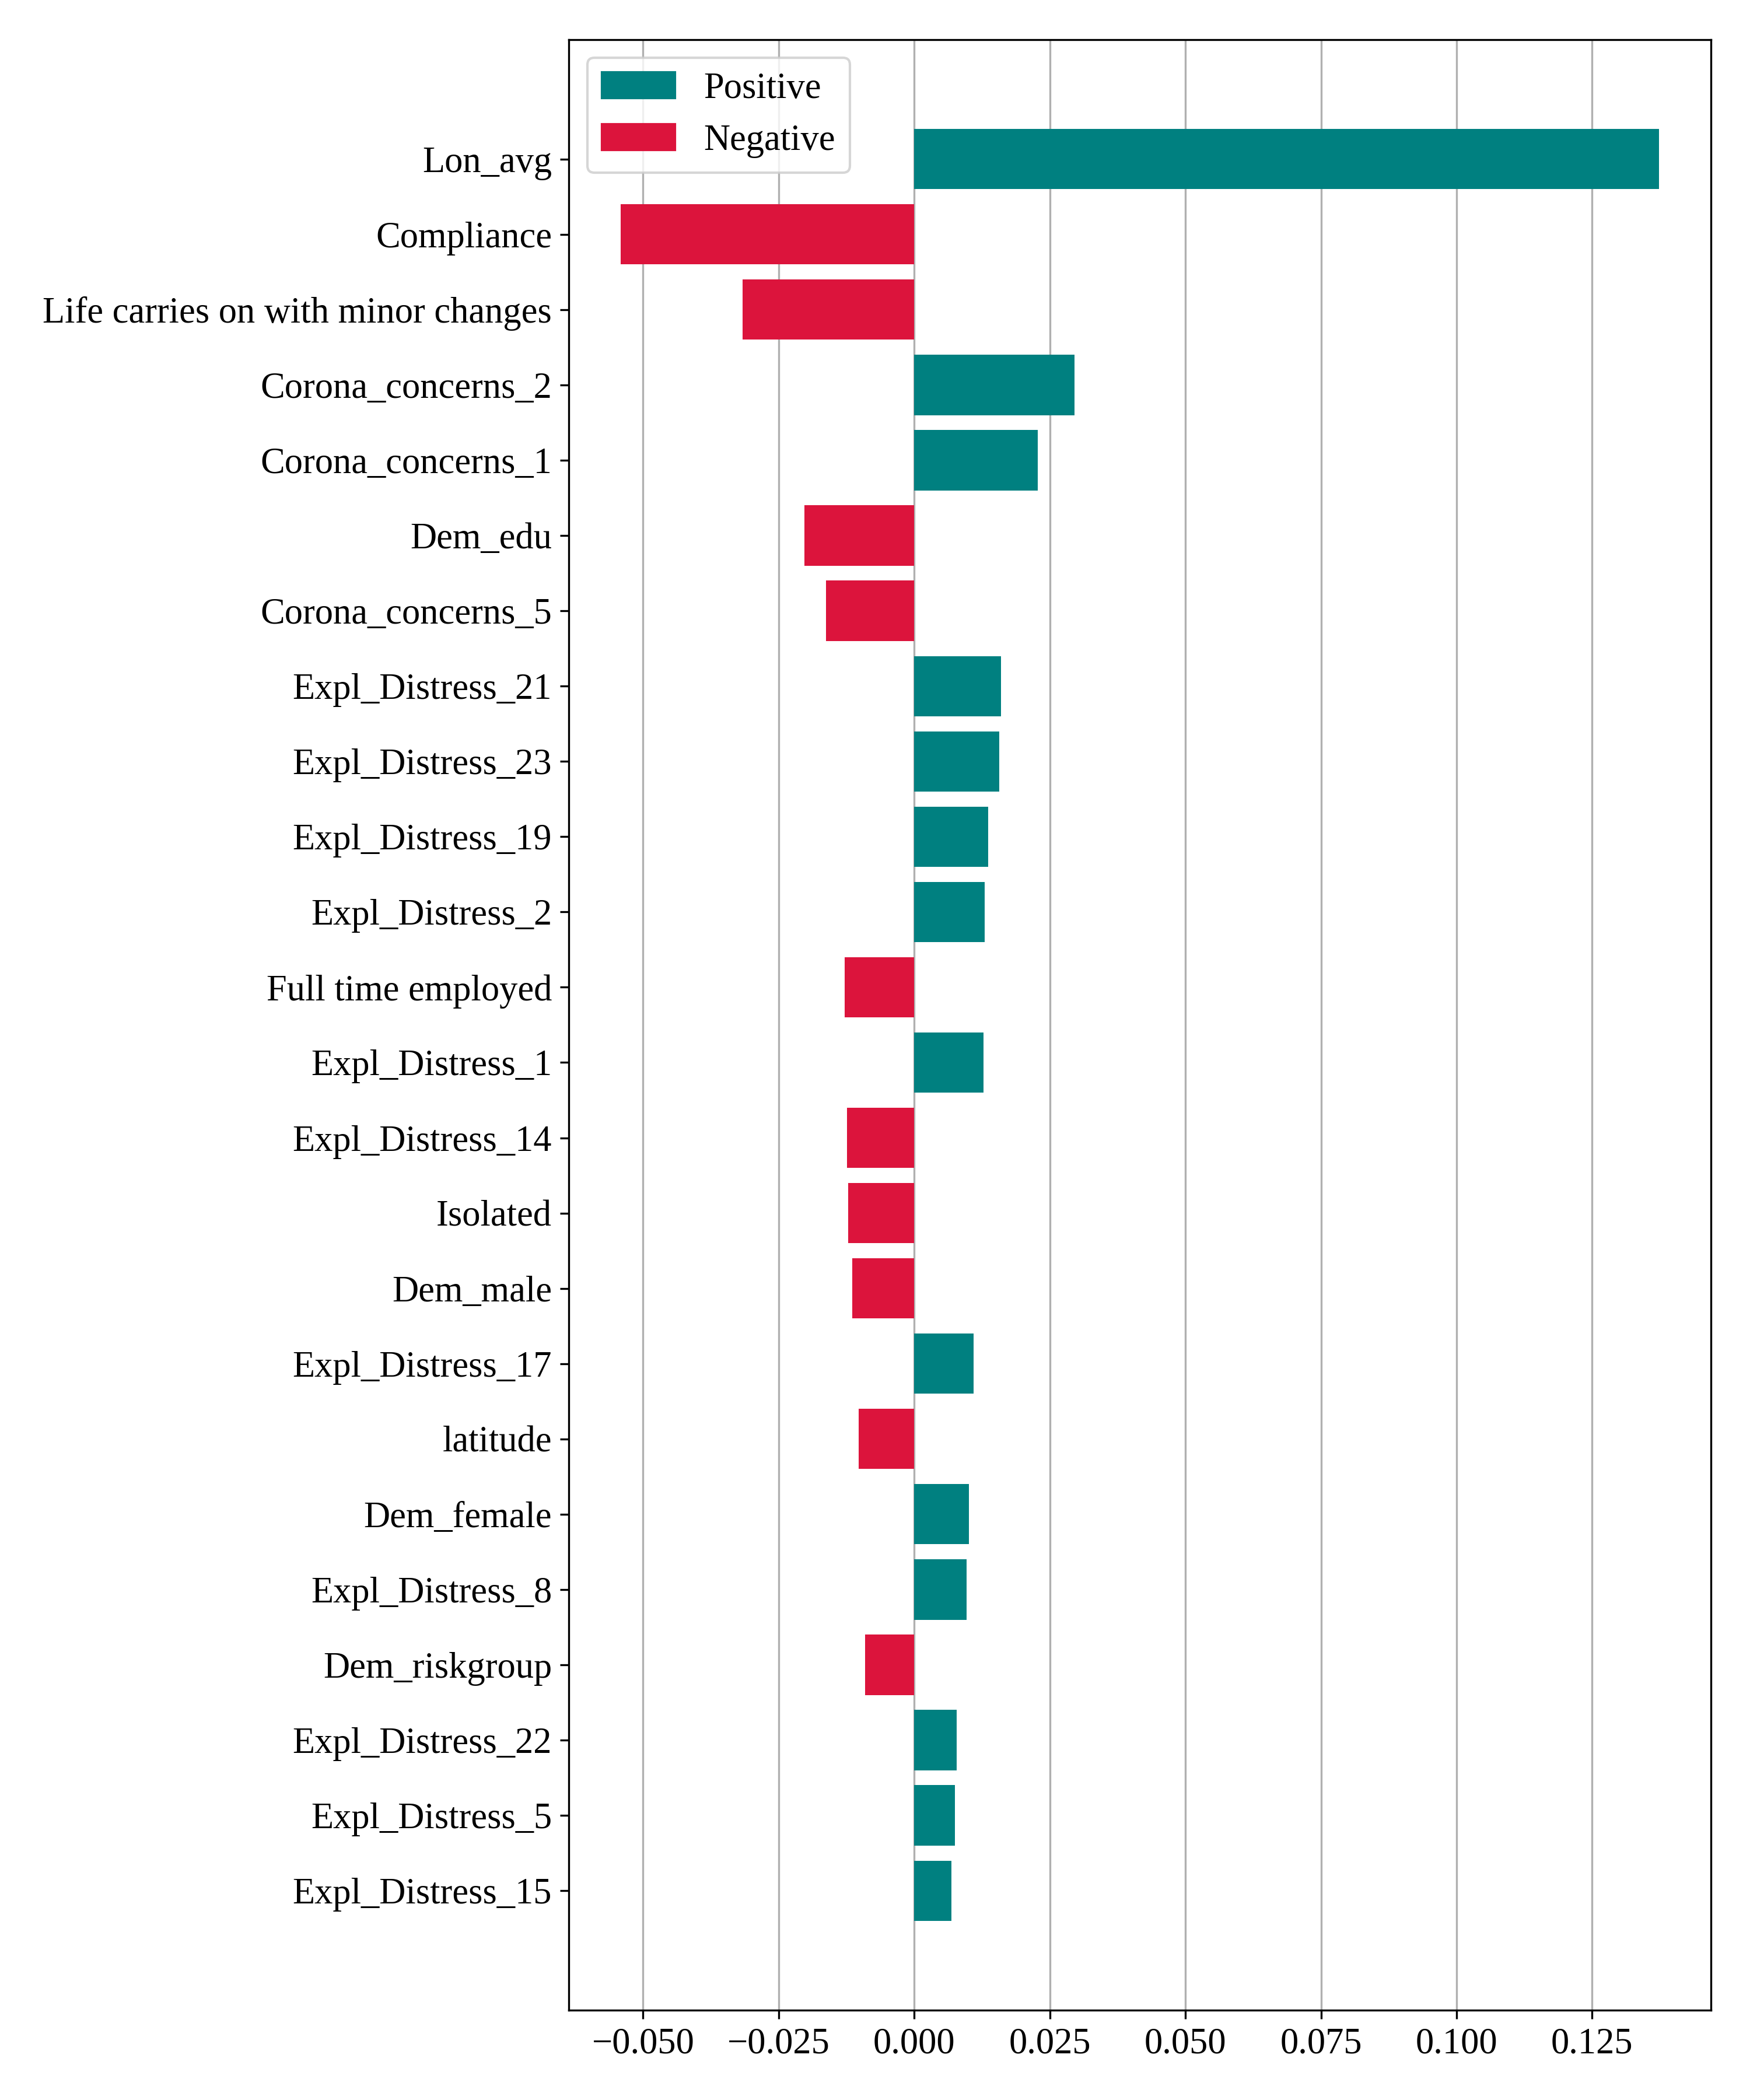 Positive
Negative
Lon_avg
Compliance
Life carries on with minor changes
Corona_concerns_2
Corona_concerns_1
Dem_edu
Corona_concerns_5
Expl_Distress_21
Expl_Distress_23
Expl_Distress_19
Expl_Distress_2
Full time employed
Expl_Distress_1
Expl_Distress_14
Isolated
Dem_male
Expl_Distress_17
latitude
Dem_female
Expl_Distress_8
Dem_riskgroup
Expl_Distress_22
Expl_Distress_5
Expl_Distress_15
−0.050 −0.025 0.000 0.025 0.050 0.075 0.100 0.125